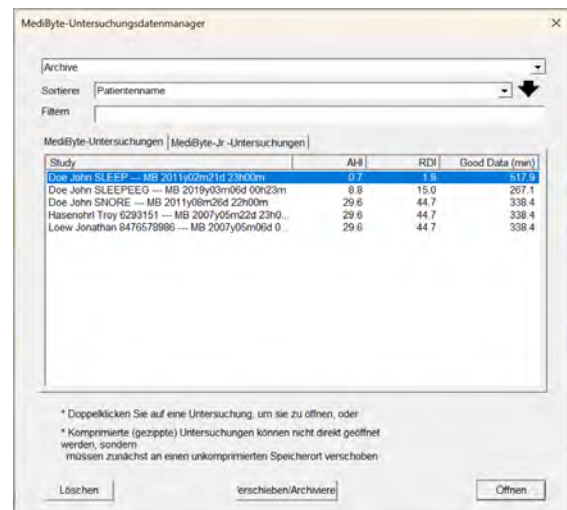 MediByte-Untersuchungsdatenmanager
Archive
Sortieren Patientenname
Filtern
MediByte-Untersuchungen MediByte-Jr -Untersuchungen
Study AHI RDI Good Data (min)
Doe John SLEEP --- MB 2011y02m21d 23h00m 0.7 1.9 517.9
Doe John SLEEPEEG --- MB 2019y03m06d 00h23m 8.8 15.0 267.1
Doe John SNORE --- MB 2011y08m26d 22h00m 29.6 44.7 338.4
Hasenohrl Troy 6293151 --- MB 2007y05m22d 23h0... 29.6 44.7 338.4
Loew Jonathan 8476578986 --- MB 2007y05m06d 0... 29.6 44.7 338.4
* Doppelklicken Sie auf eine Untersuchung, um sie zu öffnen, oder
* Komprimierte (gezippte) Untersuchungen können nicht direkt geöffnet
werden, sondern
müssen zunächst an einen unkomprimierten Speicherort verschoben
Löschen 'erschieben/Archiviere Öffnen